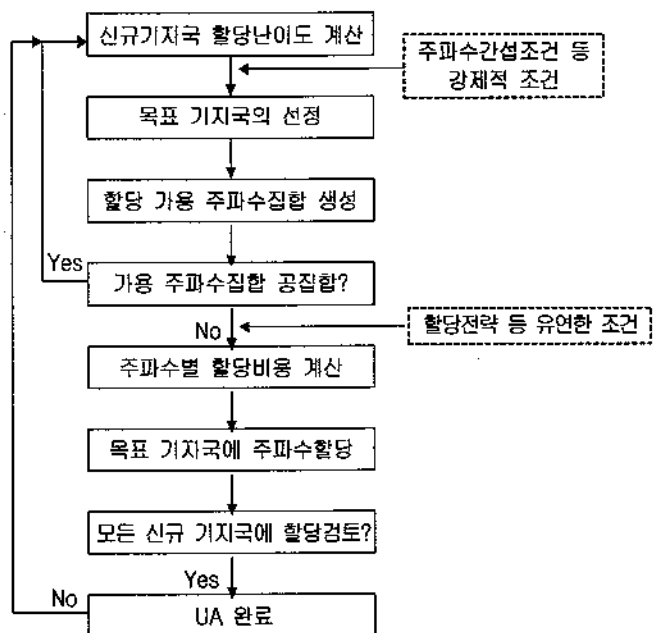 신규기지국 할당난이도 계산
주파수간섭조건 등
강제적 조건
목표 기지국의 선정
할당 가용 주파수집합 생성
Yes
가용 주파수집합 공집합?
No
할당전략 등 유연한 조건
주파수별 할당비용 계산
목표 기지국에 주파수할당
모든 신규 기지국에 할당검토?
Yes
No
UA 완료